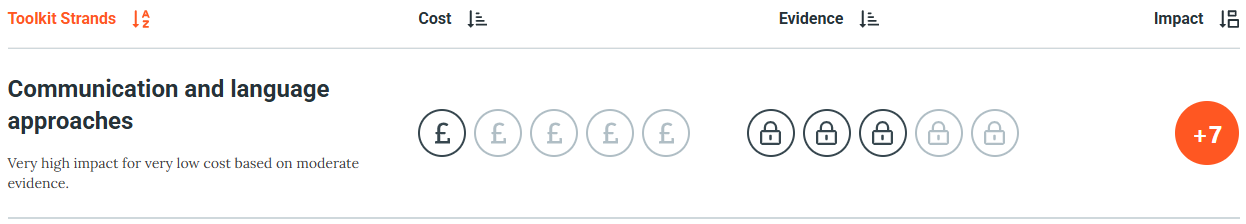 Toolkit Strands
Cost
Evidence
Impact
Communication and language
approaches
Very high impact for very low cost based on moderate
evidence.
£ £ £ £ £
+7